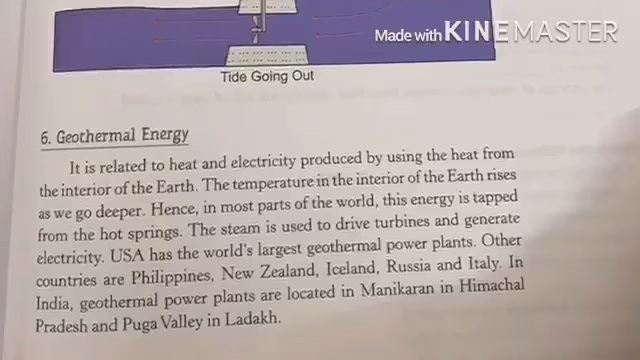 Made with KINEMASTER
Tide Going Out
6. Geothermal Energy
It is related to heat and electricity produced by using the heat from
the interior of the Earth. The temperature in the interior of the Earth rises
as we go deeper. Hence, in most parts of the world, this energy is tapped
from the hot springs. The steam is used to drive turbines and generate
electricity. USA has the world's largest geothermal power plants. Other
countries are Philippines, New Zealand, Iceland, Russia and Italy. In
India, geothermal power plants are located in Manikaran in Himachal
Pradesh and Puga Valley in Ladakh.